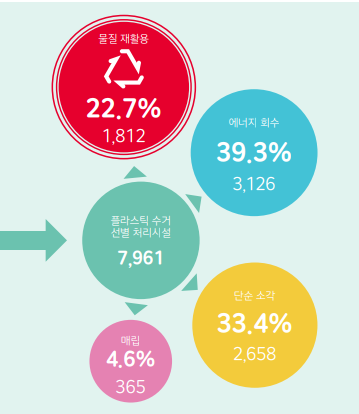 물질 재활용
22.7%
1,812
에너지 회수
39.3%
3,126
플라스틱 수거
선별 처리시설
7,961
단순 소각
33.4%
2,658
매립
4.6%
365